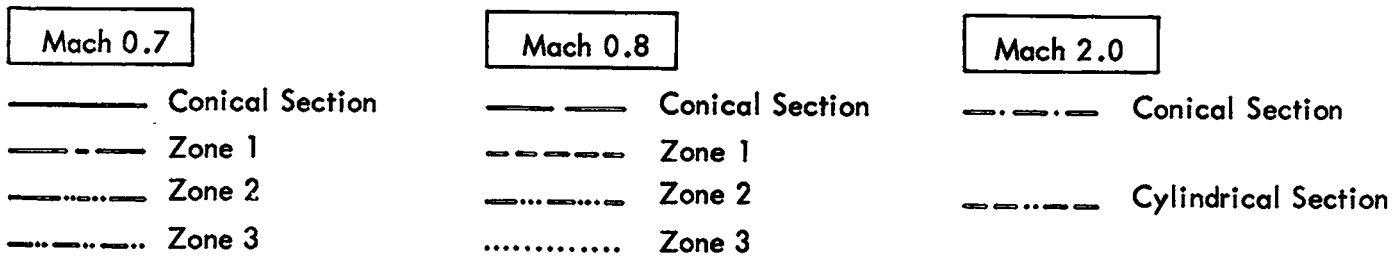 Mach 0.7
Conical Section
Zone 1
Zone 2
Zone 3
Mach 0.8
Conical Section
Zone 1
Zone 2
Zone 3
Mach 2.0
Conical Section
Cylindrical Section